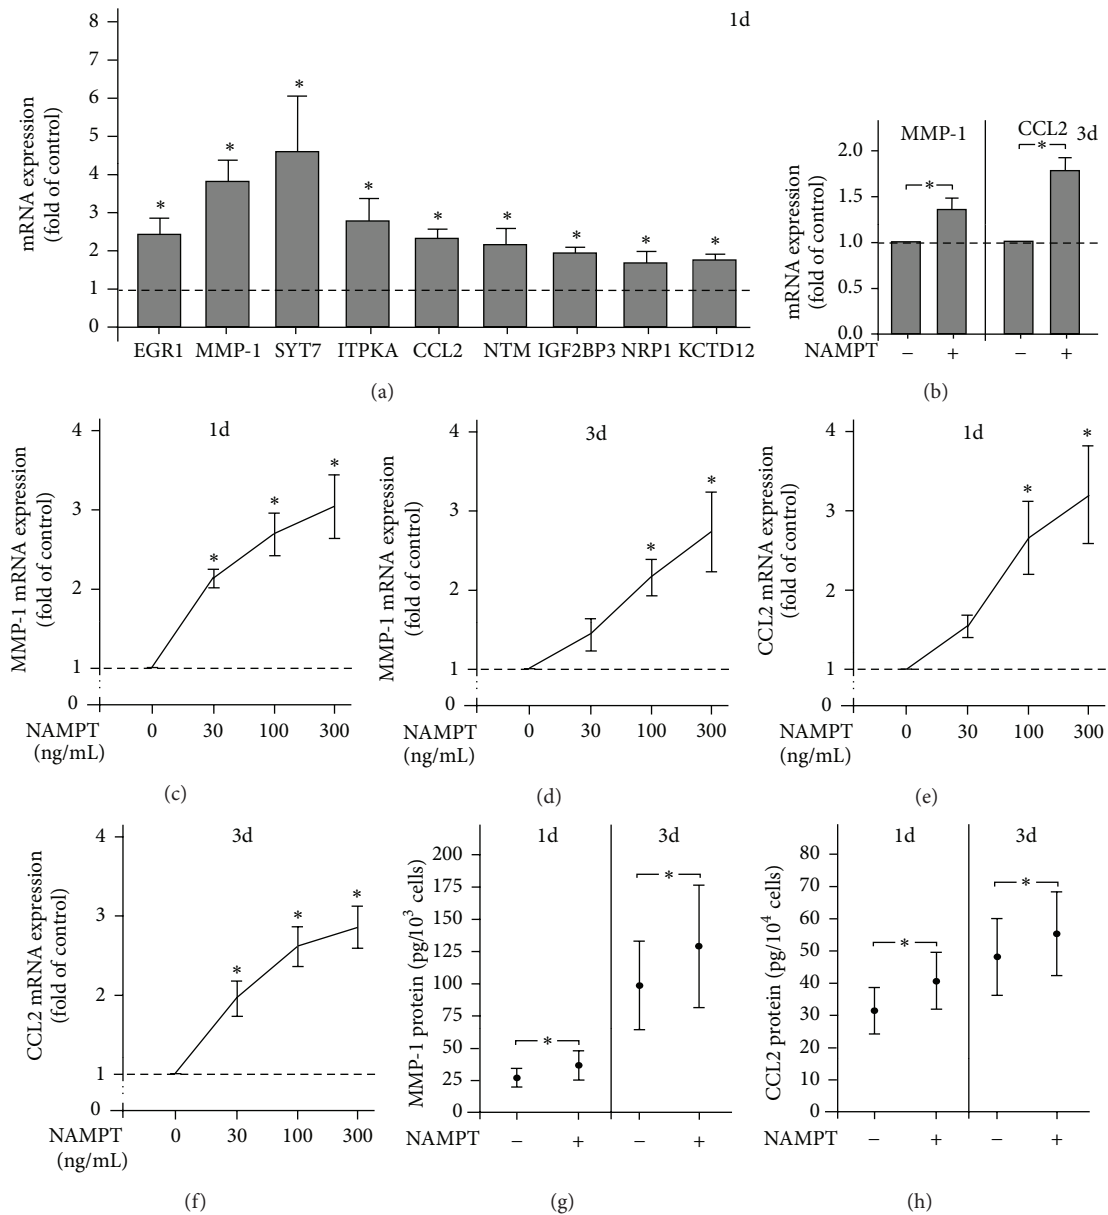 1d
mRNA expression
(fold of control)
8
7
6
5
4
3
2
1
0
* * * * * * * * *
EGR1 MMP-1 SYT7 ITPKA CCL2 NTM IGF2BP3 NRP1 KCTD12
(a)
MMP-1 CCL2 3d
mRNA expression
(fold of control)
2.0
1.5
1.0
0.5
0.0
* *
NAMPT − + − +
(b)
1d
MMP-1 mRNA expression
(fold of control)
4
3
2
1
0
* * *
NAMPT 0 30 100 300
(ng/mL)
(c)
3d
MMP-1 mRNA expression
(fold of control)
4
3
2
1
0
* *
NAMPT 0 30 100 300
(ng/mL)
(d)
1d
CCL2 mRNA expression
(fold of control)
4
3
2
1
0
* *
NAMPT 0 30 100 300
(ng/mL)
(e)
3d
CCL2 mRNA expression
(fold of control)
4
3
2
1
0
* * *
NAMPT 0 30 100 300
(ng/mL)
(f)
1d 3d
MMP-1 protein (pg/10³ cells)
200
175
150
125
100
75
50
25
0
* *
NAMPT − + − +
(g)
1d 3d
CCL2 protein (pg/10⁴ cells)
80
70
60
50
40
30
20
10
0
* *
NAMPT − + − +
(h)